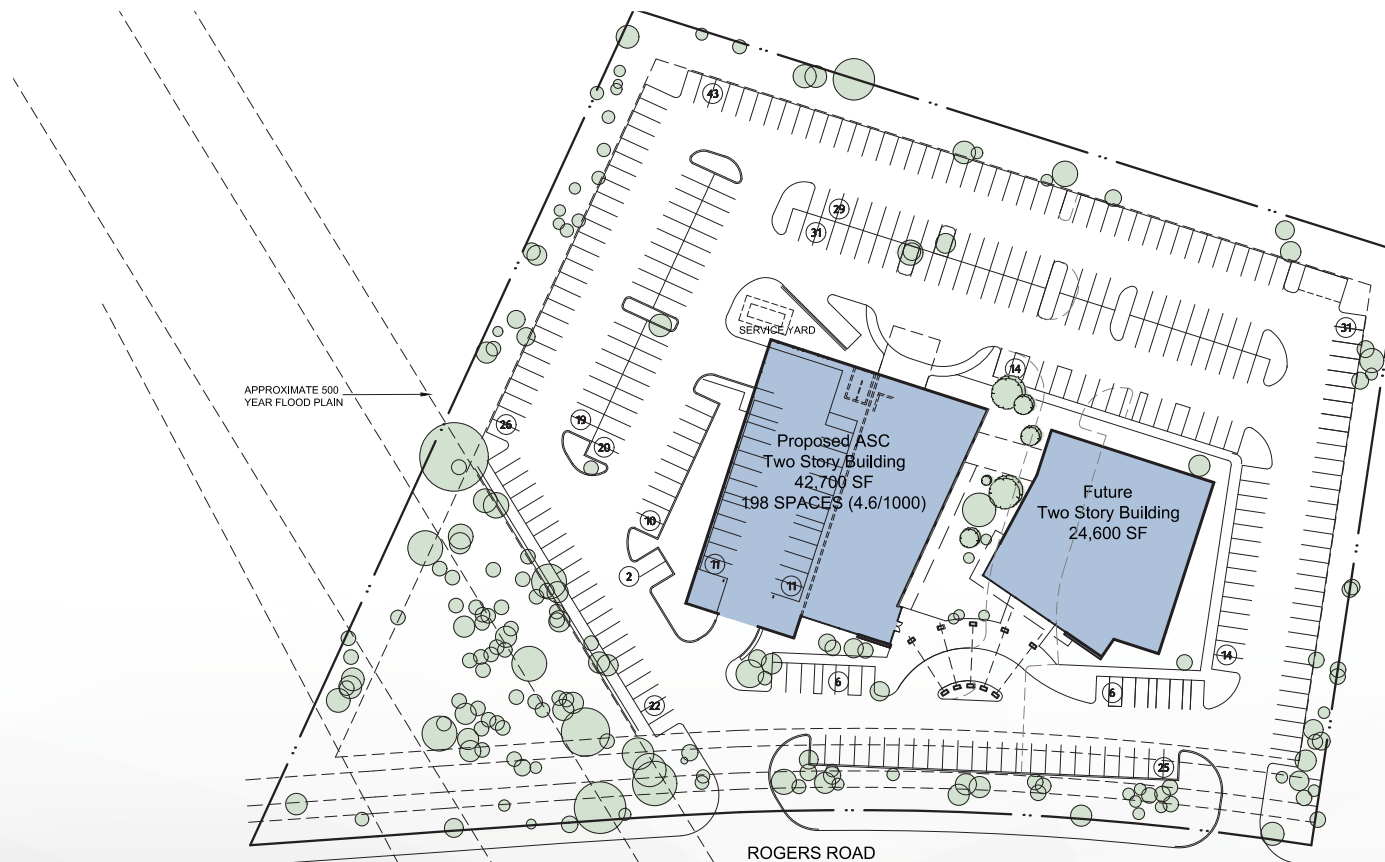 43
29
31
SERVICE YARD
31
14
APPROXIMATE 500
YEAR FLOOD PLAIN
26
19
20
Proposed ASC
Two Story Building
42,700 SF
198 SPACES (4.6/1000)
Future
Two Story Building
24,600 SF
10
11
2
11
14
6
6
22
25
ROGERS ROAD